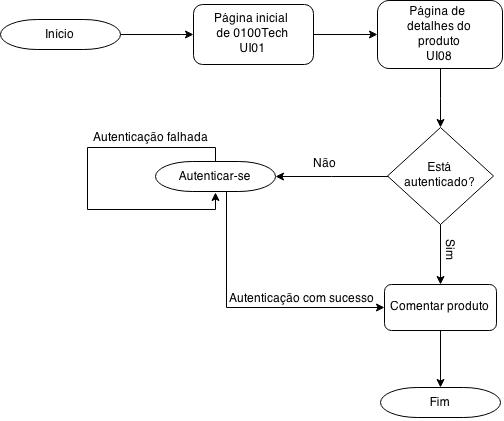 Início
Página inicial
de 0100Tech
UI01
Página de
detalhes do
produto
UI08
Está
autenticado?
Não
Sim
Autenticação falhada
Autenticar-se
Autenticação com sucesso
Comentar produto
Fim